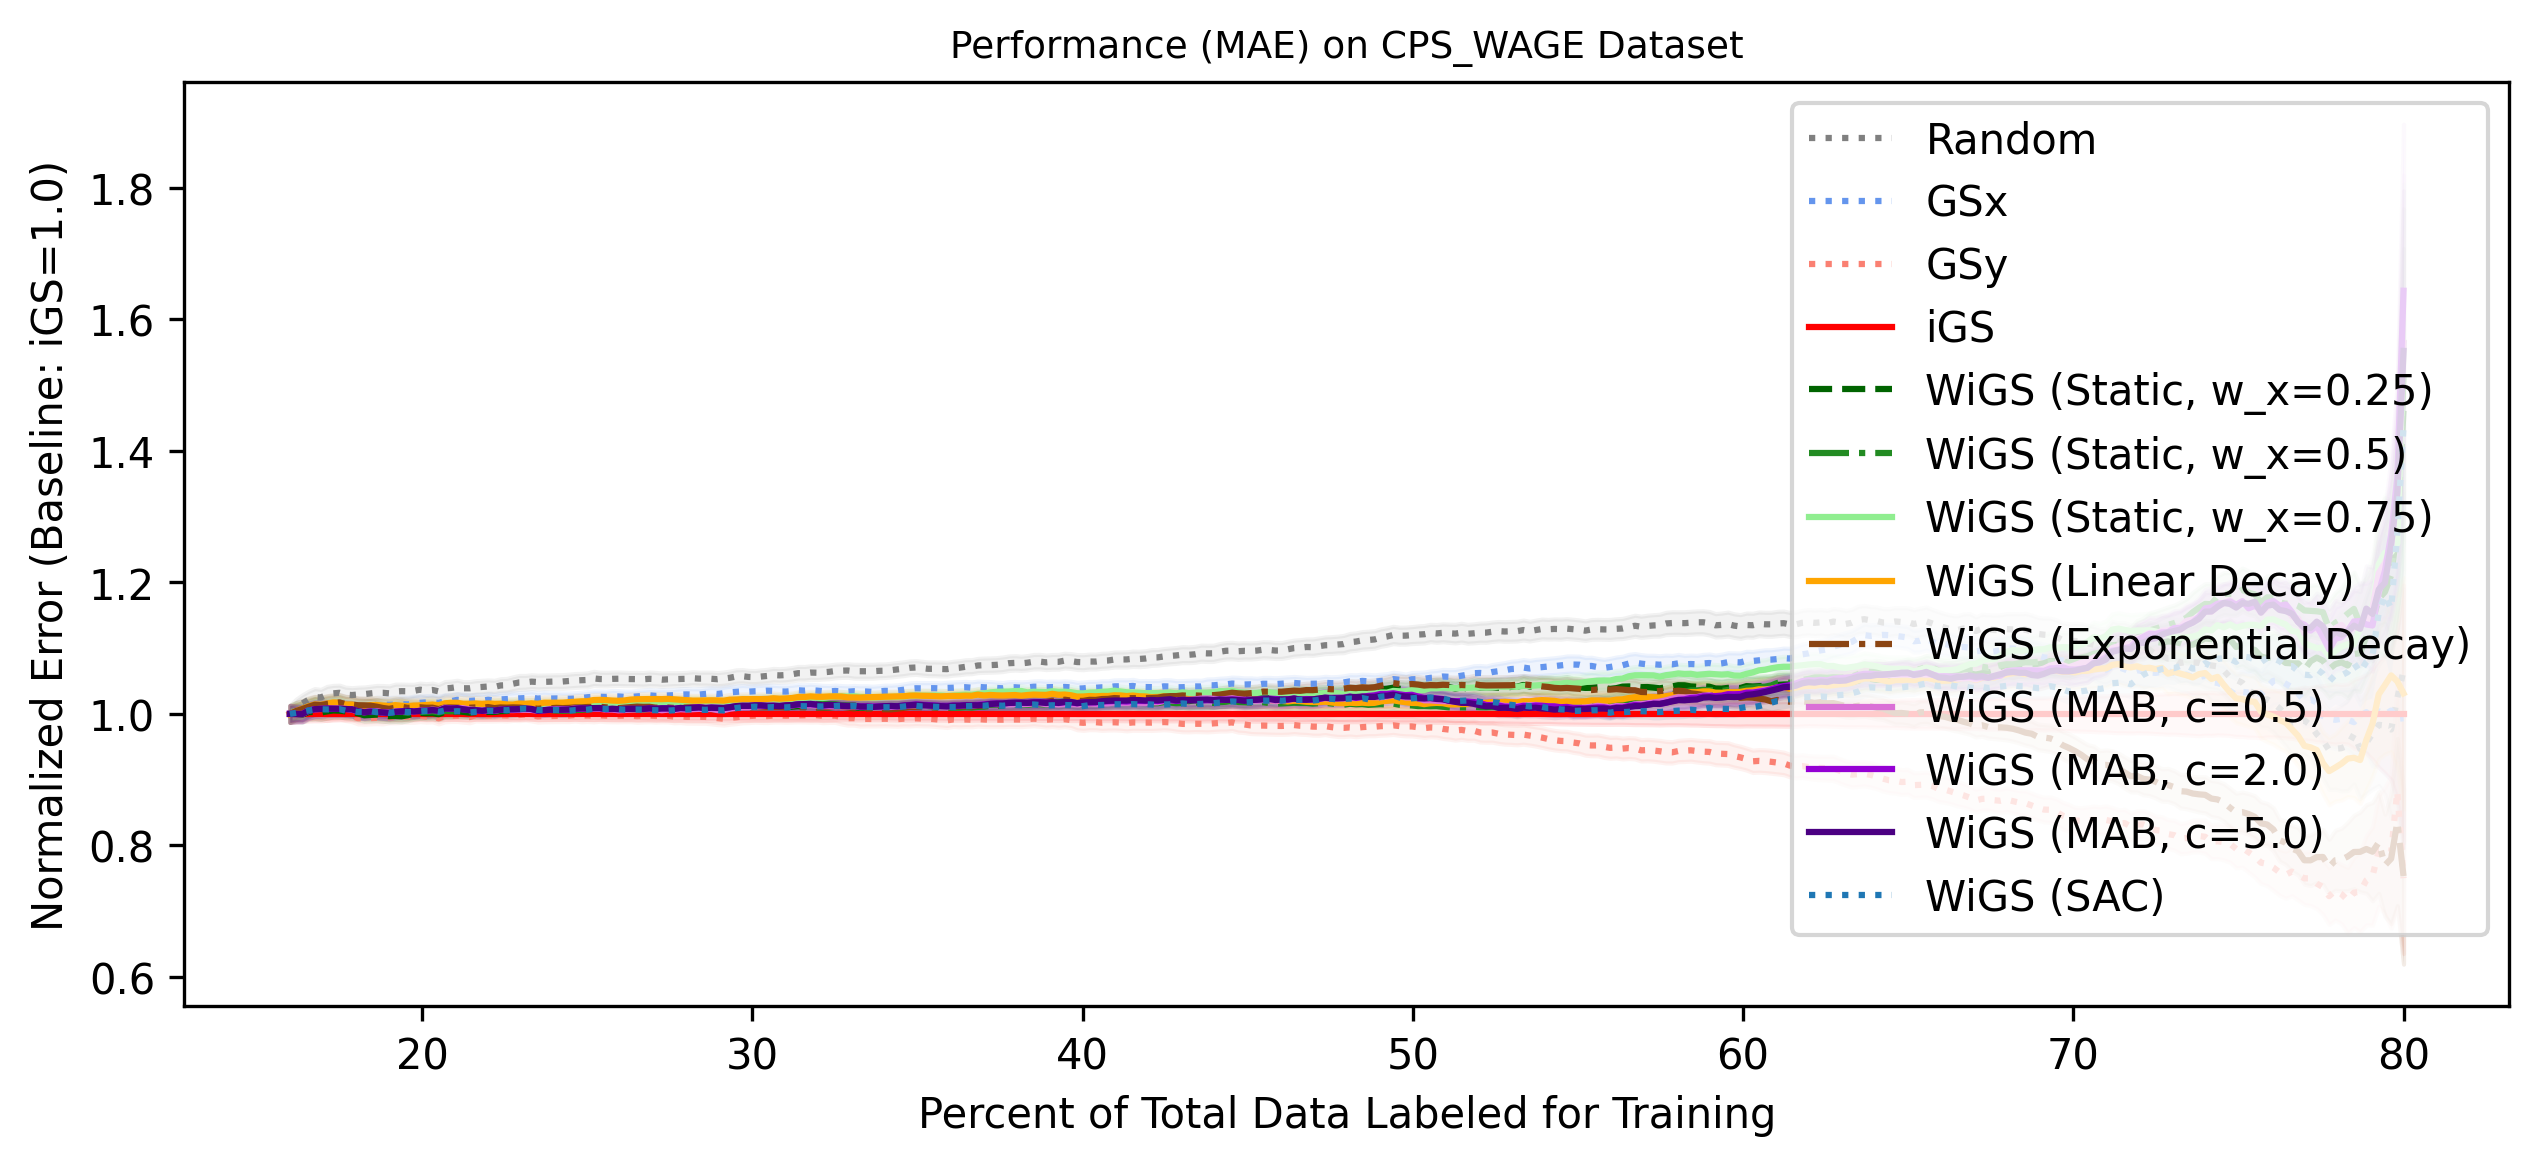 Performance (MAE) on CPS_WAGE Dataset
Normalized Error (Baseline: iGS=1.0)
1.8
1.6
1.4
1.2
1.0
0.8
0.6
Random
GSx
GSy
iGS
WiGS (Static, w_x=0.25)
WiGS (Static, w_x=0.5)
WiGS (Static, w_x=0.75)
WiGS (Linear Decay)
WiGS (Exponential Decay)
WiGS (MAB, c=0.5)
WiGS (MAB, c=2.0)
WiGS (MAB, c=5.0)
WiGS (SAC)
20 30 40 50 60 70 80
Percent of Total Data Labeled for Training